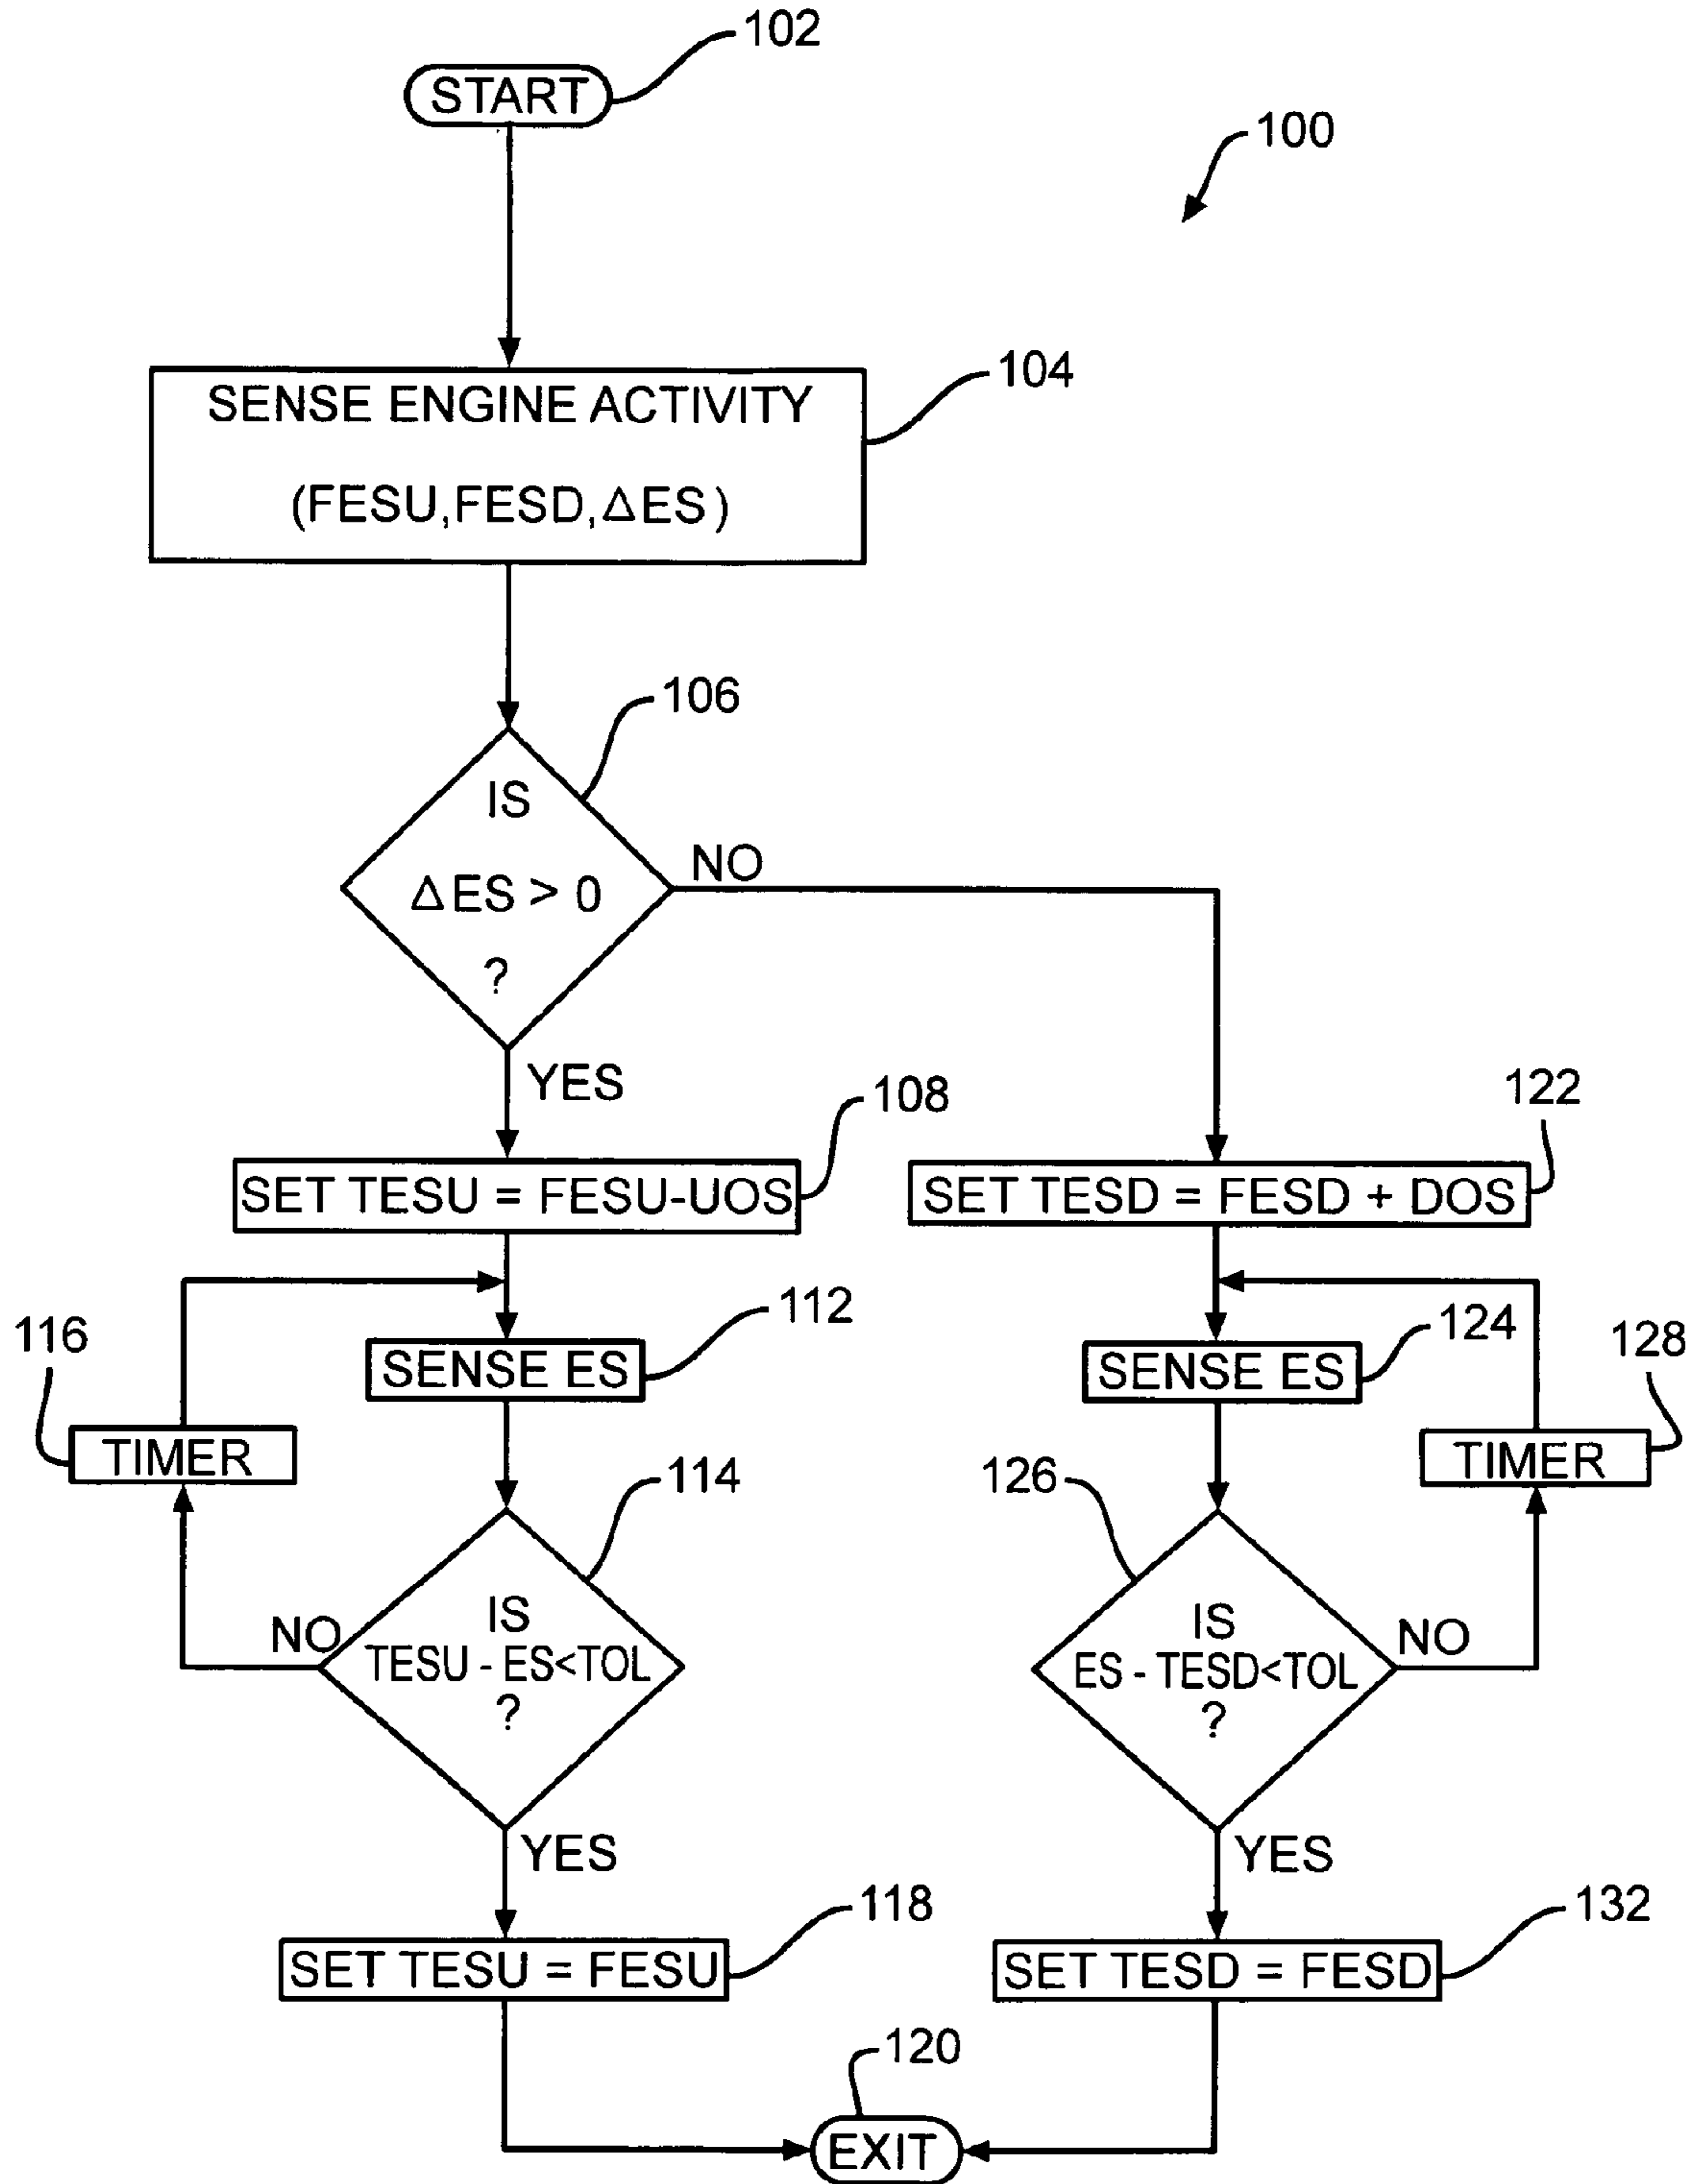 102
START
100
104
SENSE ENGINE ACTIVITY
(FESU,FESD,ΔES)
106
IS
ΔES > 0
?
NO
YES
108
SET TESU = FESU-UOS
122
SET TESD = FESD + DOS
116
TIMER
112
SENSE ES
124
SENSE ES
128
TIMER
114
IS
TESU - ES<TOL
?
NO
126
IS
ES - TESD<TOL
?
NO
YES
YES
118
SET TESU = FESU
132
SET TESD = FESD
120
EXIT